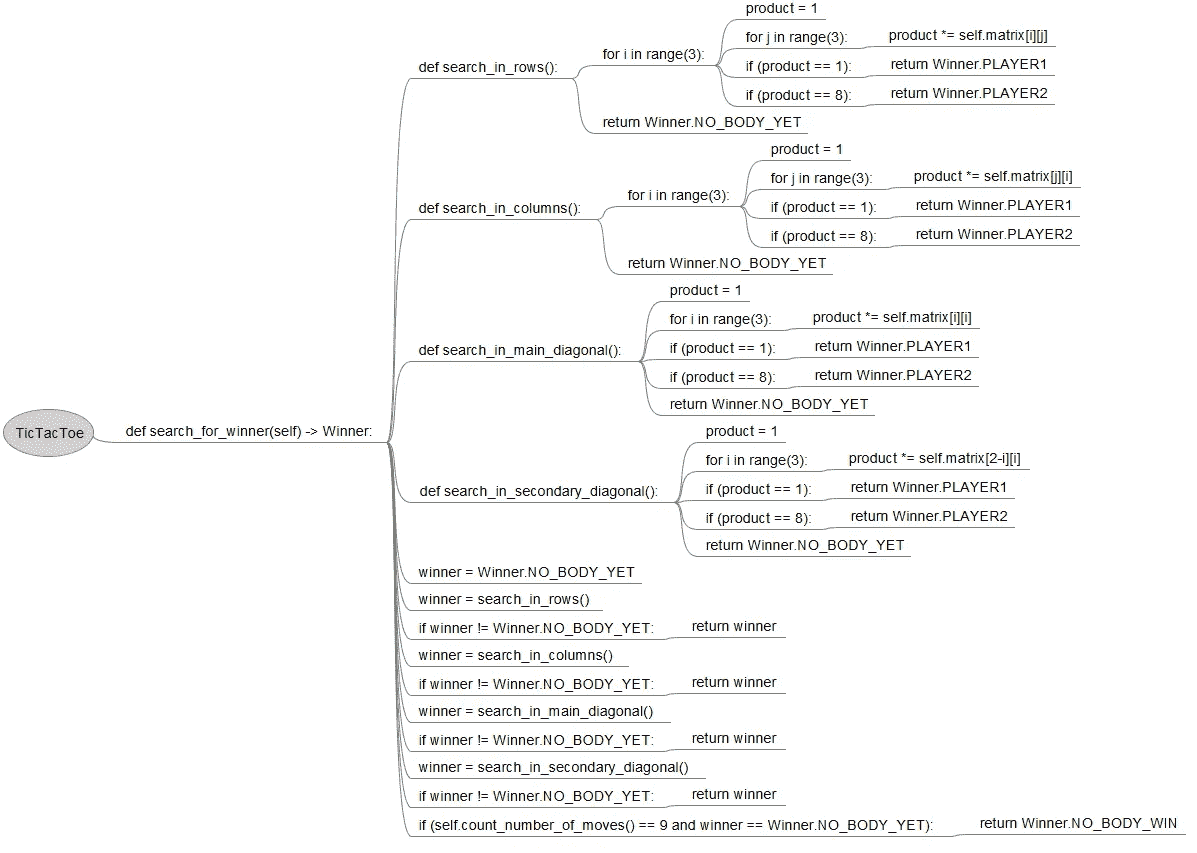 TicTacToe
def search_for_winner(self) -> Winner:
def search_in_rows():
for i in range(3):
product = 1
for j in range(3):
product *= self.matrix[i][j]
if (product == 1):
return Winner.PLAYER1
if (product == 8):
return Winner.PLAYER2
return Winner.NO_BODY_YET
def search_in_columns():
for i in range(3):
product = 1
for j in range(3):
product *= self.matrix[j][i]
if (product == 1):
return Winner.PLAYER1
if (product == 8):
return Winner.PLAYER2
return Winner.NO_BODY_YET
def search_in_main_diagonal():
product = 1
for i in range(3):
product *= self.matrix[i][i]
if (product == 1):
return Winner.PLAYER1
if (product == 8):
return Winner.PLAYER2
return Winner.NO_BODY_YET
def search_in_secondary_diagonal():
product = 1
for i in range(3):
product *= self.matrix[2-i][i]
if (product == 1):
return Winner.PLAYER1
if (product == 8):
return Winner.PLAYER2
return Winner.NO_BODY_YET
winner = Winner.NO_BODY_YET
winner = search_in_rows()
if winner != Winner.NO_BODY_YET:
return winner
winner = search_in_columns()
if winner != Winner.NO_BODY_YET:
return winner
winner = search_in_main_diagonal()
if winner != Winner.NO_BODY_YET:
return winner
winner = search_in_secondary_diagonal()
if winner != Winner.NO_BODY_YET:
return winner
if (self.count_number_of_moves() == 9 and winner == Winner.NO_BODY_YET):
return Winner.NO_BODY_WIN